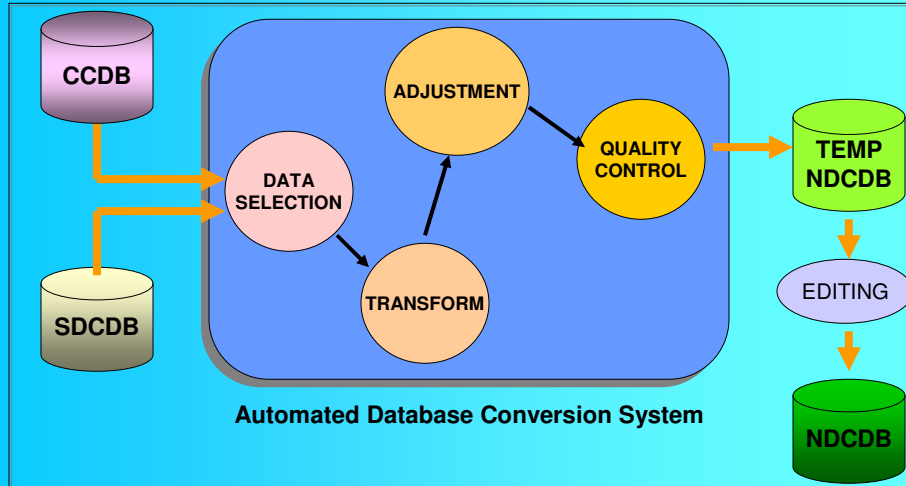 CCDB
SDCDB
DATA
SELECTION
TRANSFORM
ADJUSTMENT
QUALITY
CONTROL
TEMP
NDCDB
EDITING
NDCDB
Automated Database Conversion System